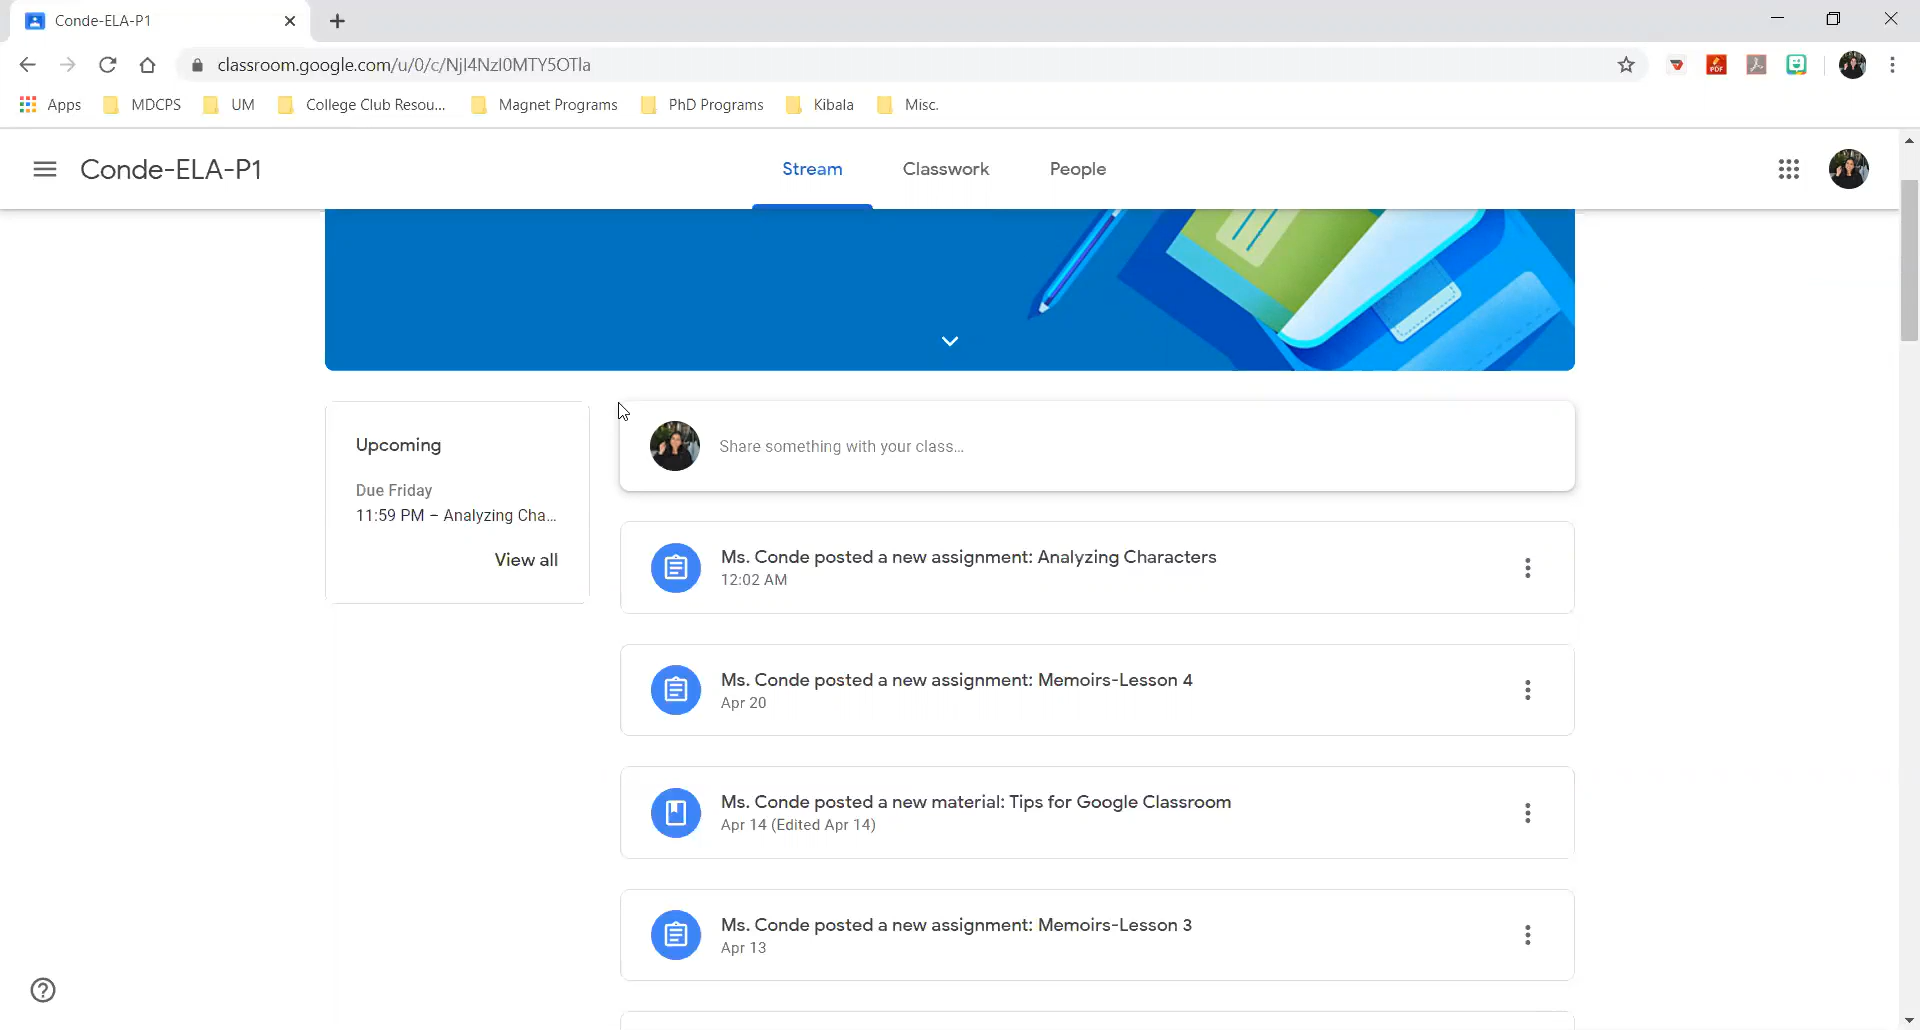 Conde-ELA-P1
classroom.google.com/u/0/c/NjI4NzI0MTY5OTIa
Apps MDCPS UM College Club Resou... Magnet Programs PhD Programs Kibala Misc.
Conde-ELA-P1
Stream Classwork People
Upcoming
Due Friday
11:59 PM – Analyzing Cha...
View all
Share something with your class...
Ms. Conde posted a new assignment: Analyzing Characters
12:02 AM
Ms. Conde posted a new assignment: Memoirs-Lesson 4
Apr 20
Ms. Conde posted a new material: Tips for Google Classroom
Apr 14 (Edited Apr 14)
Ms. Conde posted a new assignment: Memoirs-Lesson 3
Apr 13